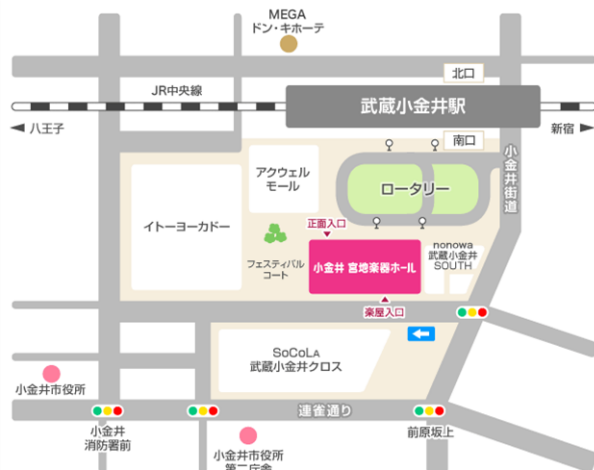 MEGA
ドン・キホーテ
北口
JR中央線
武蔵小金井駅
八王子
新宿
南口
小金井街道
アクウェル
モール
ロータリー
イトーヨーカドー
正面入口
nonowa
武蔵小金井
SOUTH
フェスティバル
コート
小金井 宮地楽器ホール
楽屋入口
SoCoLA
武蔵小金井クロス
小金井市役所
連雀通り
小金井
消防署前
前原坂上
小金井市役所
第二庁舎